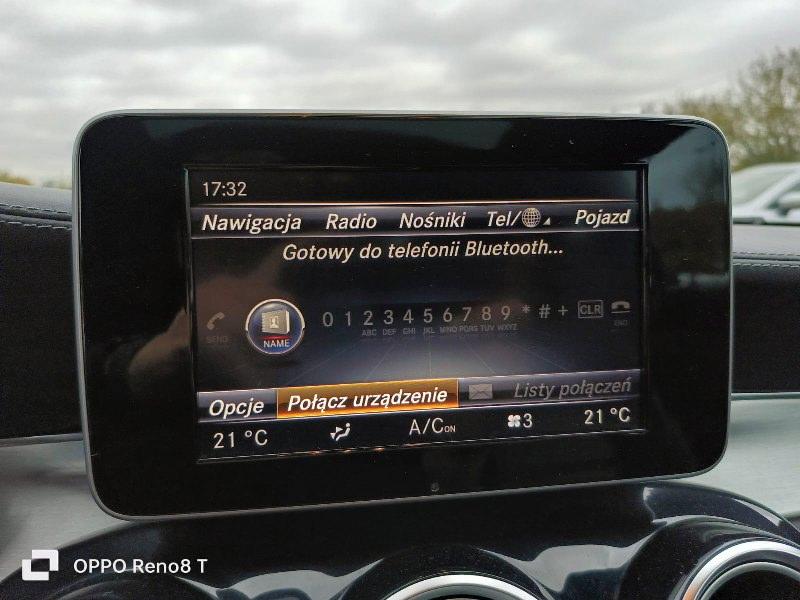 17:32
Nawigacja Radio Nośniki Tel/ Pojazd
Gotowy do telefonii Bluetooth...
SEND NAME 0 1 2 3 4 5 6 7 8 9 * # + CLR END
ABC DEF GHI JKL MNO PQRS TUV WXYZ
Opcje Połącz urządzenie Listy połączeń
21 °C A/C ON 3 21 °C
OPPO Reno8 T